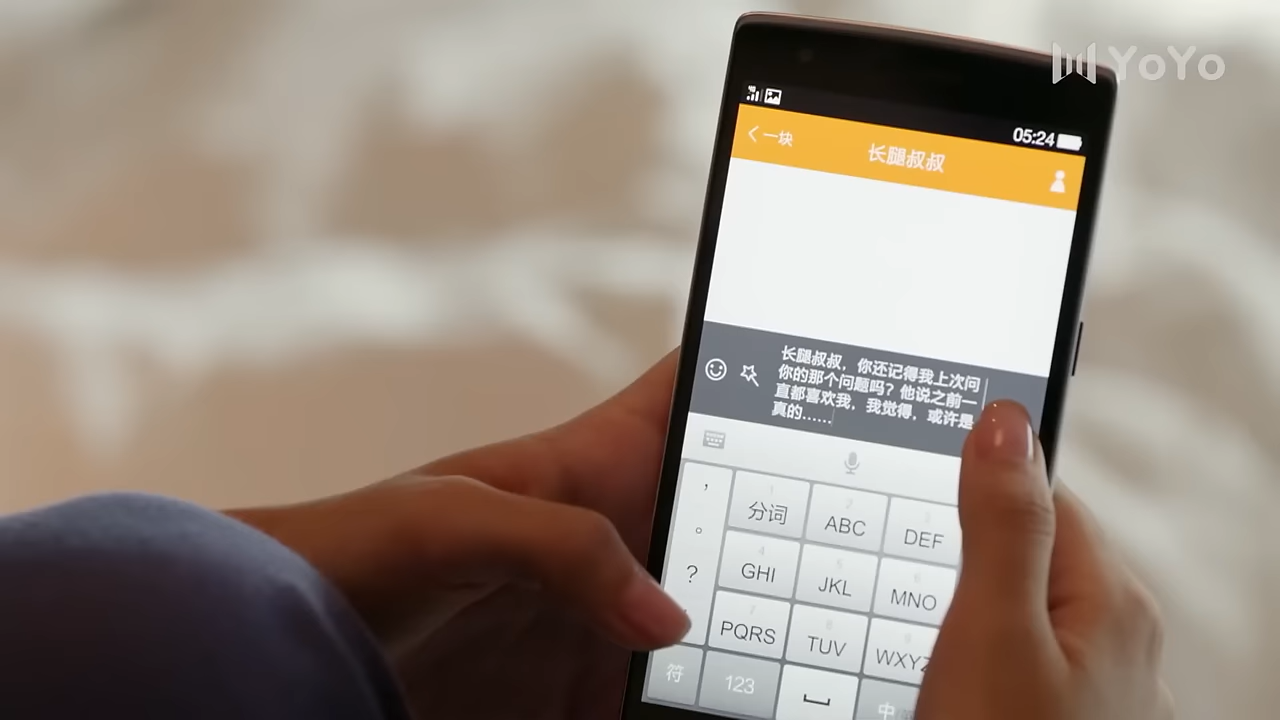 YoYo
05:24
一块
长腿叔叔
长腿叔叔，你还记得我上次问
你的那个问题吗？他说之前一
直都喜欢我，我觉得，或许是
真的……
，
分词
ABC
DEF
。
GHI
JKL
MNO
？
PQRS
TUV
WXYZ
符
123
中